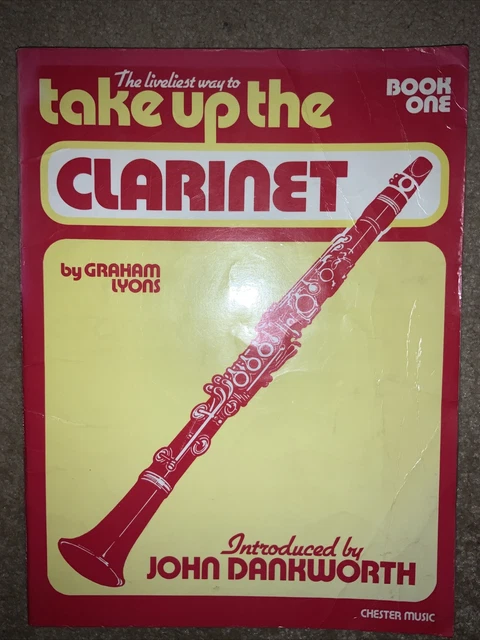 The liveliest way to
take up the
BOOK
ONE
CLARINET
by GRAHAM
LYONS
Introduced by
JOHN DANKWORTH
CHESTER MUSIC